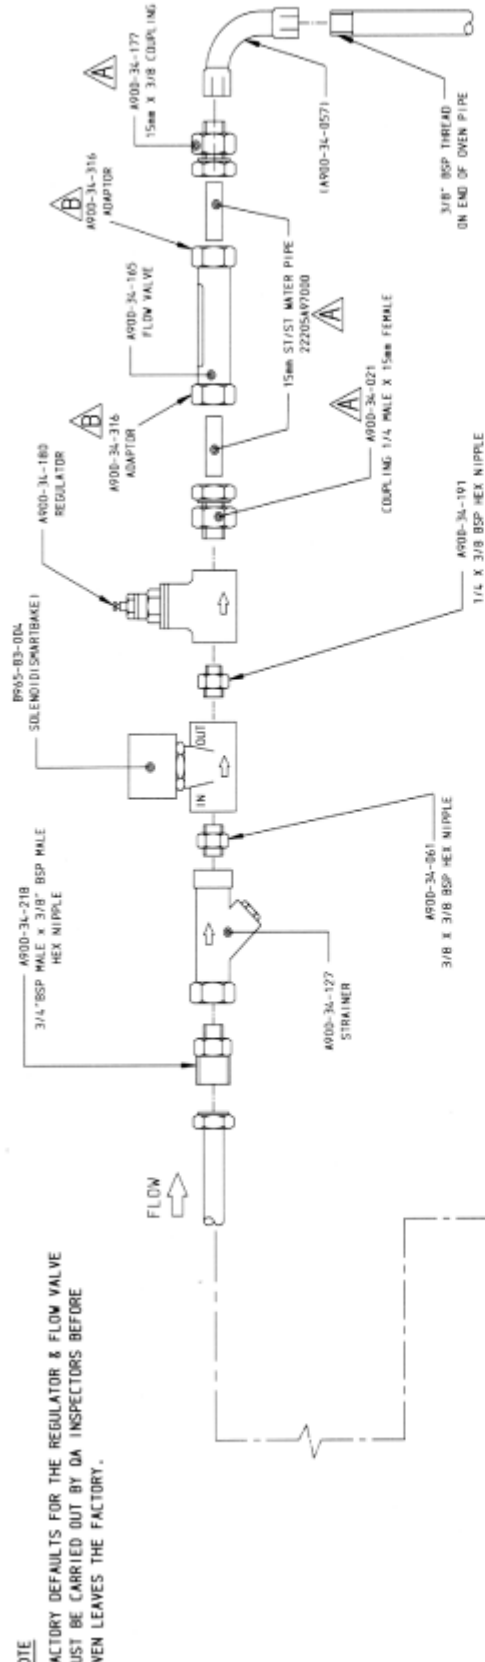 OTE
ACTORY DEFAULTS FOR THE REGULATOR & FLOW VALVE
UST BE CARRIED OUT BY QA INSPECTORS BEFORE
VEN LEAVES THE FACTORY.
FLOW
A900-34-218
3/4"BSP MALE x 3/8" BSP MALE
HEX NIPPLE
A900-34-127
STRAINER
A900-34-061
3/8 X 3/8 BSP HEX NIPPLE
B965-83-004
SOLENOID(SMARTBAKE)
IN
OUT
A900-34-191
1/4 X 3/8 BSP HEX NIPPLE
A900-34-180
REGULATOR
A900-34-021
COUPLING 1/4 MALE X 15mm FEMALE
A
A900-34-316
ADAPTOR
B
15mm ST/ST WATER PIPE
22205A97000
A
A900-34-165
FLOW VALVE
A900-34-316
ADAPTOR
B
A900-34-177
15mm X 3/8 COUPLING
A
(A900-34-057)
3/8" BSP THREAD
ON END OF OVEN PIPE